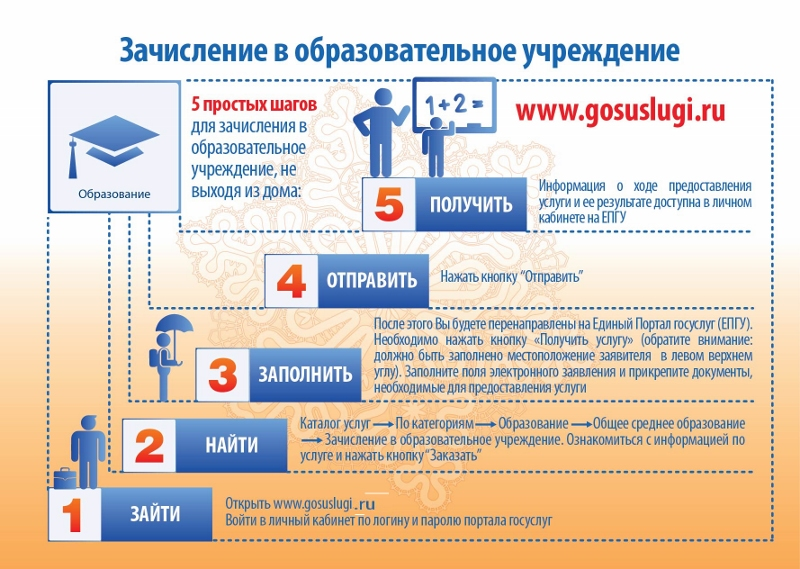 Зачисление в образовательное учреждение
Образование
5 простых шагов
для зачисления в
образовательное
учреждение, не
выходя из дома:
1+2=
www.gosuslugi.ru
5 ПОЛУЧИТЬ
Информация о ходе предоставления
услуги и ее результате доступна в личном
кабинете на ЕПГУ
4 ОТПРАВИТЬ
Нажать кнопку "Отправить"
3 ЗАПОЛНИТЬ
После этого Вы будете перенаправлены на Единый Портал госуслуг (ЕПГУ).
Необходимо нажать кнопку «Получить услугу» (обратите внимание:
должно быть заполнено местоположение заявителя в левом верхнем
углу). Заполните поля электронного заявления и прикрепите документы,
необходимые для предоставления услуги
2 НАЙТИ
Каталог услуг → По категориям → Образование → Общее среднее образование
→ Зачисление в образовательное учреждение. Ознакомиться с информацией по
услуге и нажать кнопку "Заказать"
1 ЗАЙТИ
Открыть www.gosuslugi.ru
Войти в личный кабинет по логину и паролю портала госуслуг